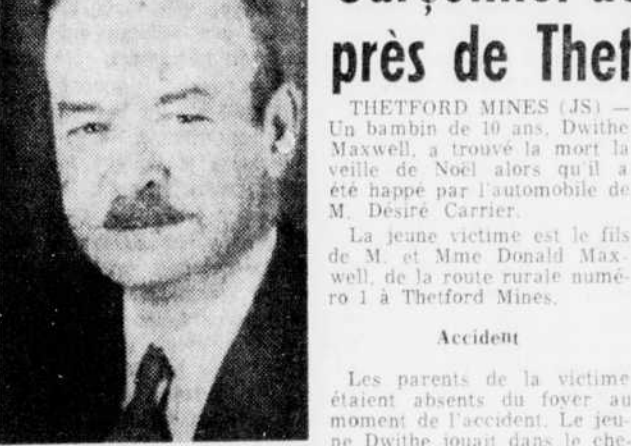 près de Thet
THETFORD MINES (JS) —
Un bambin de 10 ans, Dwithe
Maxwell, a trouvé la mort la
veille de Noël alors qu'il a
été happé par l'automobile de
M. Désiré Carrier.
La jeune victime est le fils
de M. et Mme Donald Max-
well, de la route rurale numé-
ro 1 à Thetford Mines.
Accident
Les parents de la victime
étaient absents du foyer au
moment de l'accident. Le jeu-
ne Dwithe jouait dans le che-